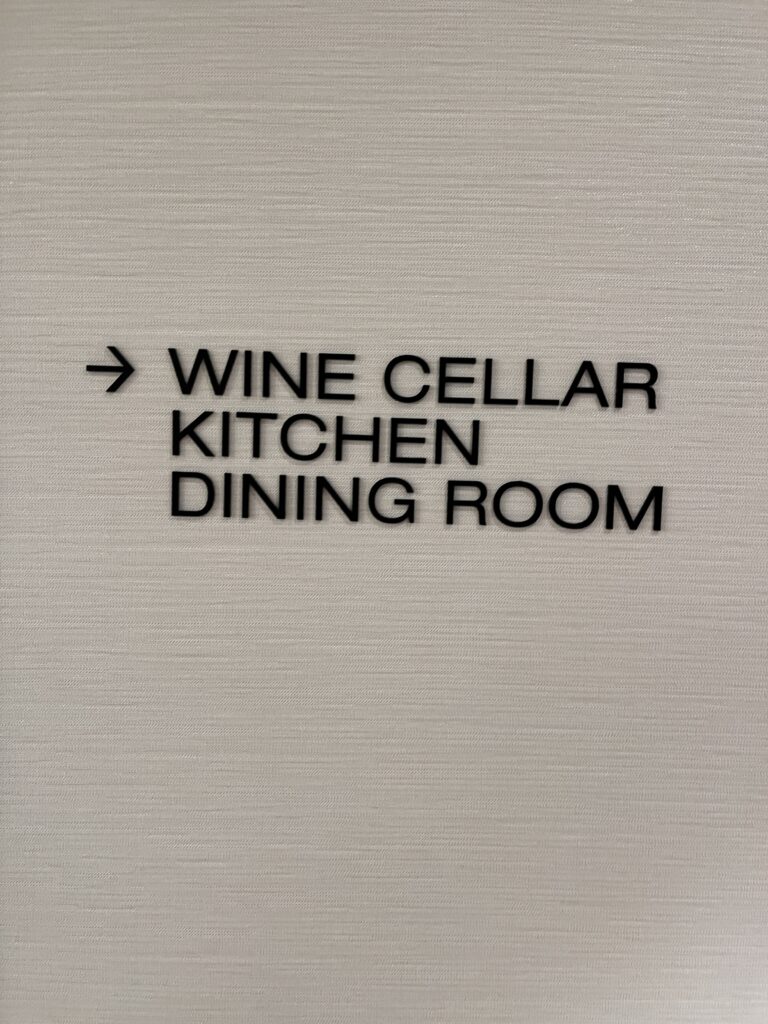 → WINE CELLAR
KITCHEN
DINING ROOM